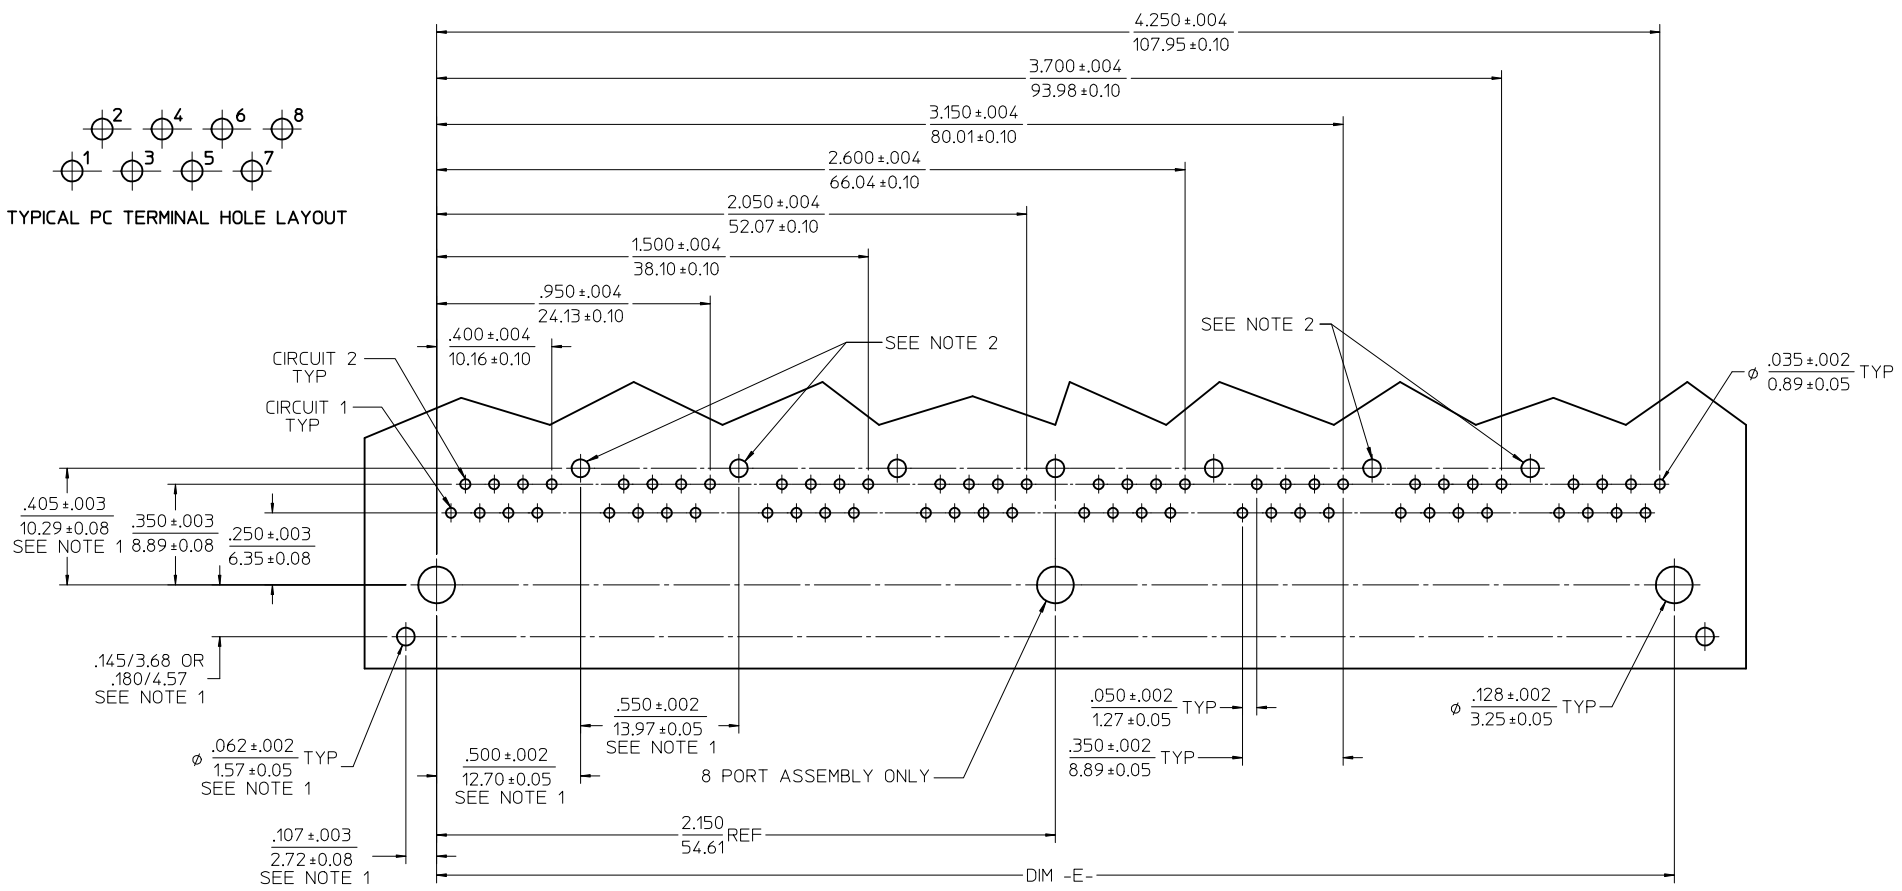 4.250±.004
107.95±0.10
3.700±.004
93.98±0.10
3.150±.004
80.01±0.10
2.600±.004
66.04±0.10
2.050±.004
52.07±0.10
1.500±.004
38.10±0.10
.950±.004
24.13±0.10
.400±.004
10.16±0.10
2 4 6 8
1 3 5 7
TYPICAL PC TERMINAL HOLE LAYOUT
SEE NOTE 2
SEE NOTE 2
CIRCUIT 2
TYP
CIRCUIT 1
TYP
ø .035±.002 TYP
0.89±0.05
.405±.003
10.29±0.08
SEE NOTE 1
.350±.003
8.89±0.08
.250±.003
6.35±0.08
.145/3.68 OR
.180/4.57
SEE NOTE 1
ø .062±.002 TYP
1.57±0.05
SEE NOTE 1
.107±.003
2.72±0.08
SEE NOTE 1
.500±.002
12.70±0.05
SEE NOTE 1
.550±.002
13.97±0.05
SEE NOTE 1
8 PORT ASSEMBLY ONLY
2.150 REF
54.61
.050±.002 TYP
1.27±0.05
.350±.002 TYP
8.89±0.05
ø .128±.002 TYP
3.25±0.05
DIM -E-